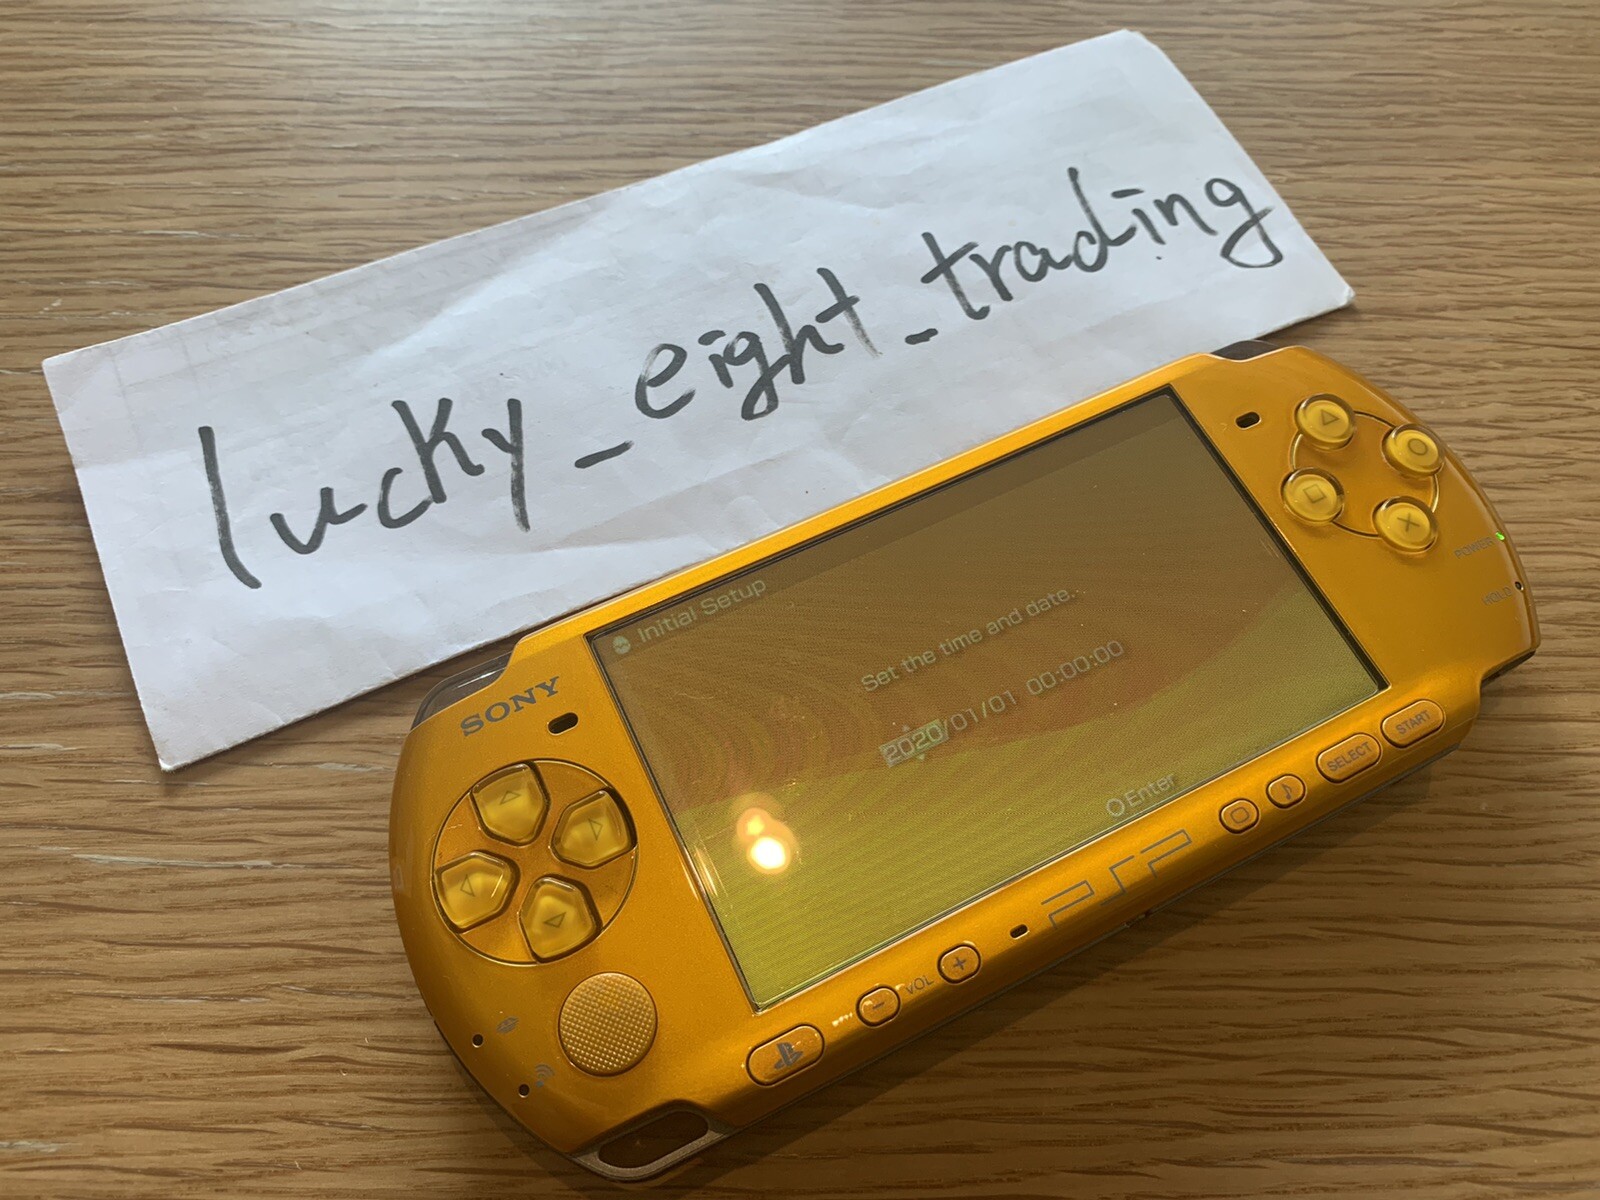 lucky_eight_trading
Initial Setup
Set the time and date.
2020/01/01 00:00:00
Enter
SONY
POWER
HOLD
START
SELECT
PSP
VOL
+
-